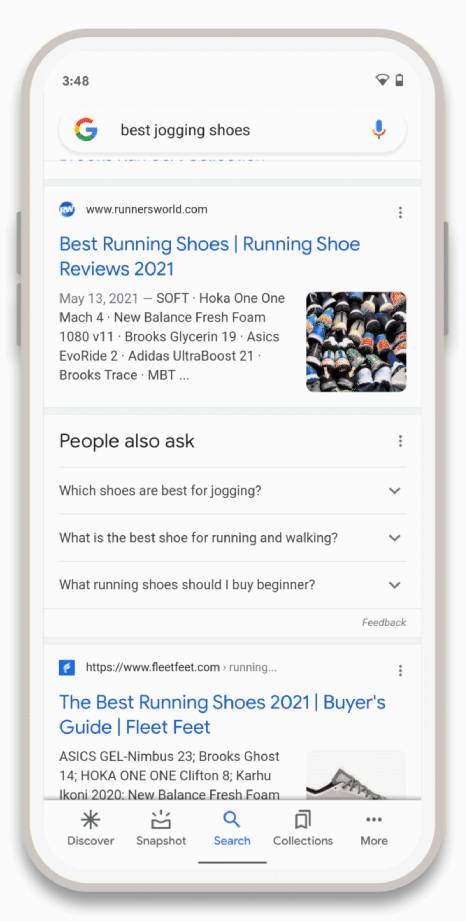 3:48
best jogging shoes
www.runnersworld.com
Best Running Shoes | Running Shoe
Reviews 2021
May 13, 2021 — SOFT · Hoka One One
Mach 4 · New Balance Fresh Foam
1080 v11 · Brooks Glycerin 19 · Asics
EvoRide 2 · Adidas UltraBoost 21 ·
Brooks Trace · MBT ...
People also ask
Which shoes are best for jogging?
What is the best shoe for running and walking?
What running shoes should I buy beginner?
Feedback
https://www.fleetfeet.com › running...
The Best Running Shoes 2021 | Buyer's
Guide | Fleet Feet
ASICS GEL-Nimbus 23; Brooks Ghost
14; HOKA ONE ONE Clifton 8; Karhu
Ikoni 2020; New Balance Fresh Foam
Discover
Snapshot
Search
Collections
More